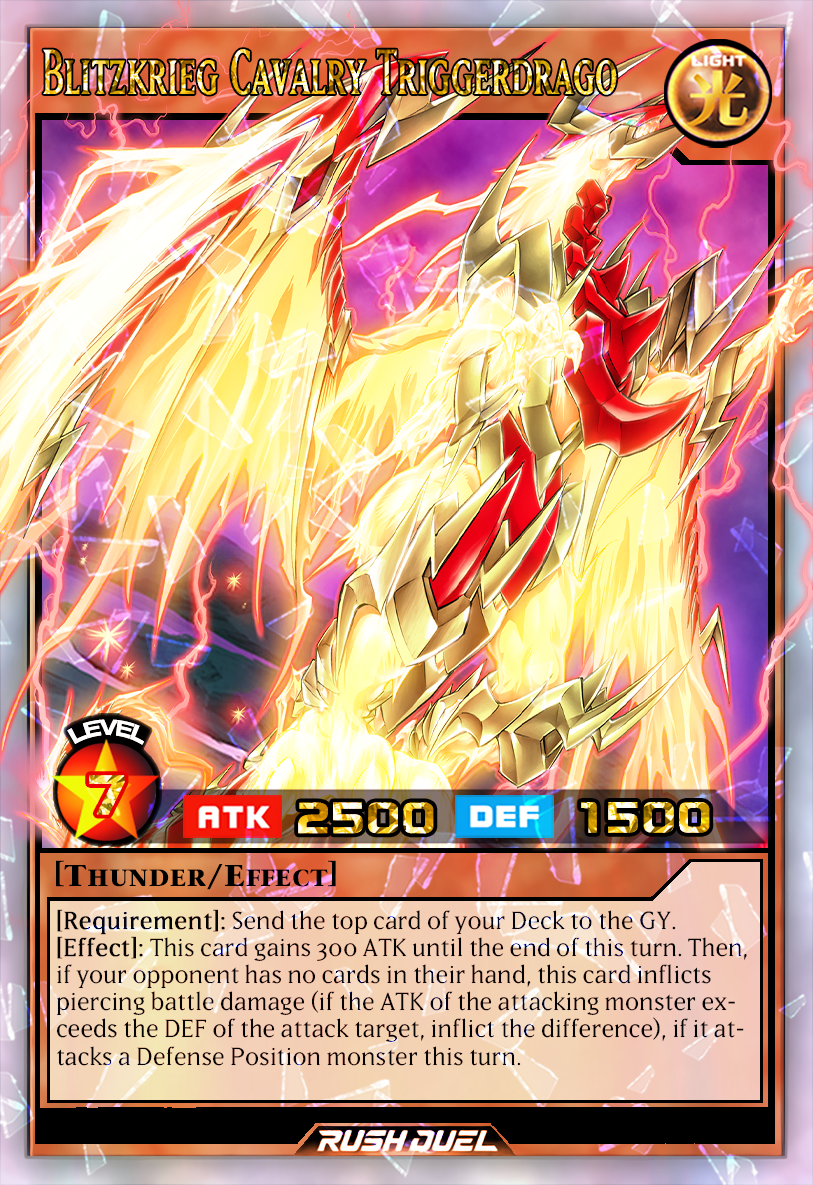 Blitzkrieg Cavalry Triggerdrago
LIGHT
光
LEVEL
7
ATK 2500 DEF 1500
[Thunder/Effect]
[Requirement]: Send the top card of your Deck to the GY.
[Effect]: This card gains 300 ATK until the end of this turn. Then,
if your opponent has no cards in their hand, this card inflicts
piercing battle damage (if the ATK of the attacking monster ex-
ceeds the DEF of the attack target, inflict the difference), if it at-
tacks a Defense Position monster this turn.
RUSH DUEL